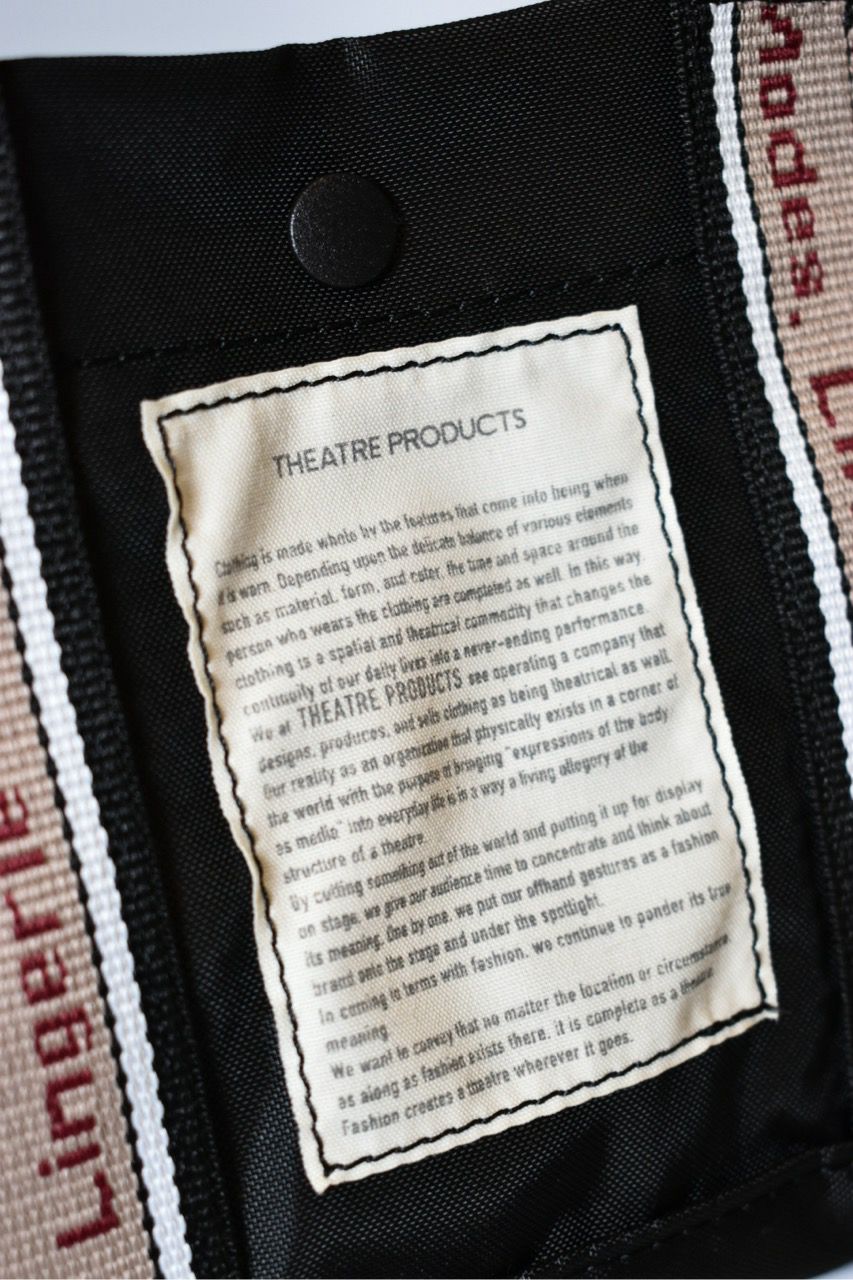 THEATRE PRODUCTS
Clothing is made whole by the features that come into being when
it is worn. Depending upon the delicate balance of various elements
such as material, form, and color, the time and space around the
person who wears the clothing are completed as well. In this way,
clothing is a spatial and theatrical commodity that changes the
continuity of our daily lives into a never-ending performance.
We at THEATRE PRODUCTS see operating a company that
designs, produces, and sells clothing as being theatrical as well.
Our reality as an organization that physically exists in a corner of
the world with the purpose of bringing "expressions of the body
as media" into everyday life is in a way a living allegory of the
structure of a theatre.
By cutting something out of the world and putting it up for display
on stage, we give our audience time to concentrate and think about
its meaning. One by one, we put our offhand gestures as a fashion
brand onto the stage and under the spotlight.
In coming to terms with fashion, we continue to ponder its true
meaning.
We want to convey that no matter the location or circumstance
as along as fashion exists there, it is complete as a theatre.
Fashion creates a theatre wherever it goes.
Lingerie
Modes.